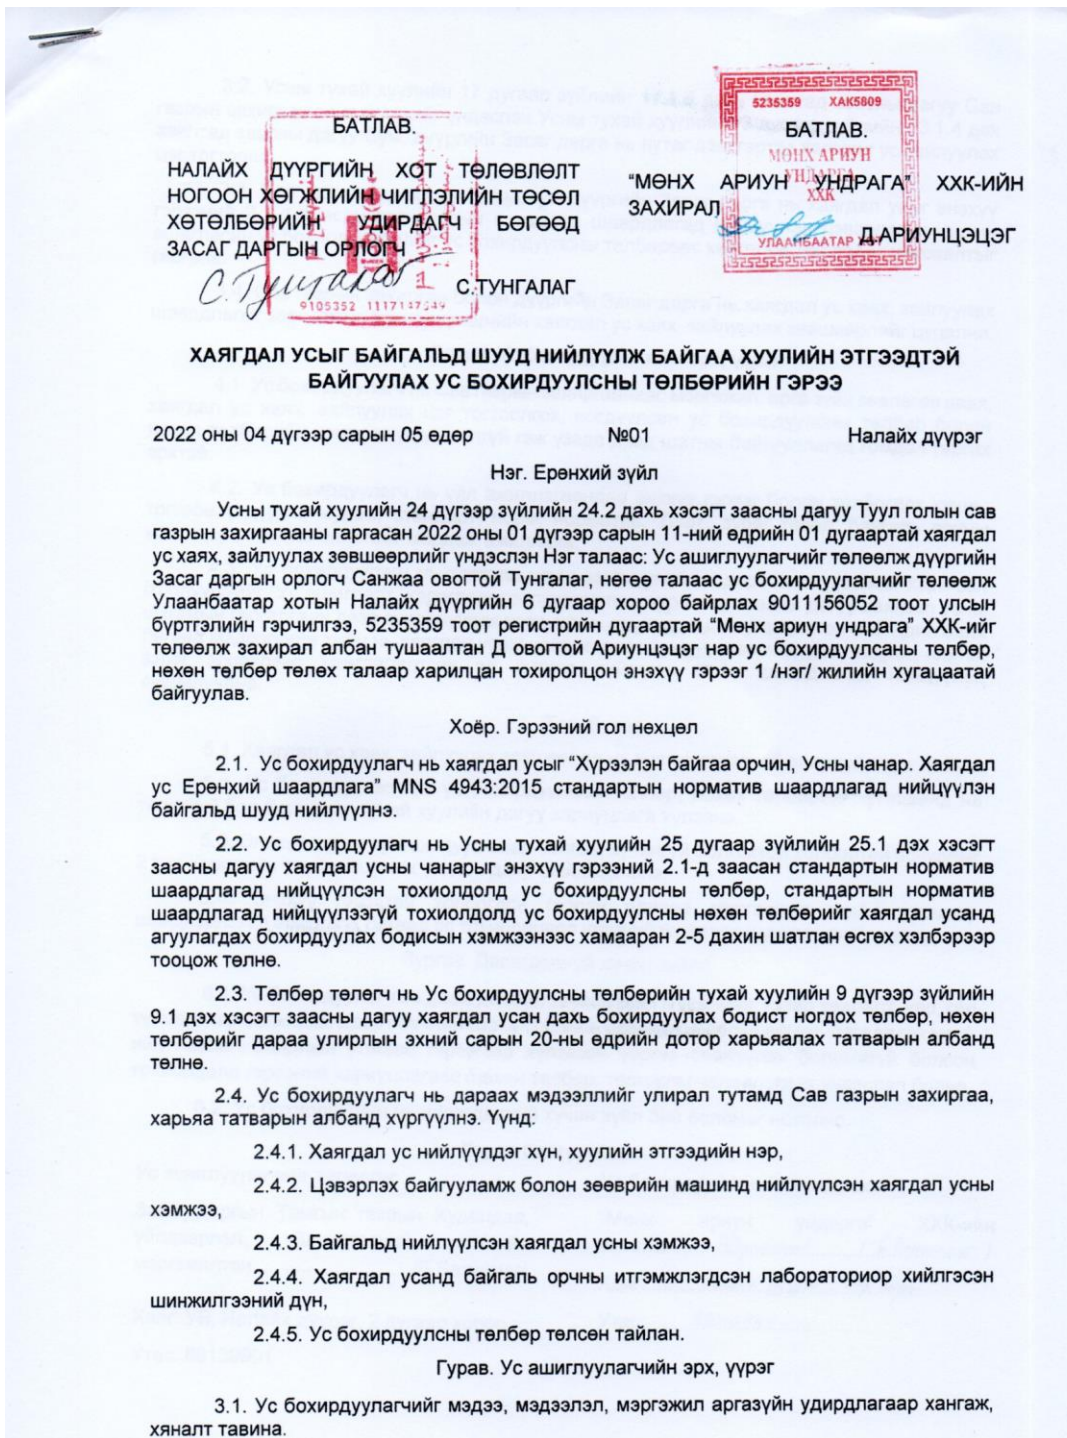 БАТЛАВ.
НАЛАЙХ ДҮҮРГИЙН ХОТ ТӨЛӨВЛӨЛТ
НОГООН ХӨГЖЛИЙН ЧИГЛЭЛИЙН ТӨСӨЛ
ХӨТӨЛБӨРИЙН УДИРДАГЧ БӨГӨӨД
ЗАСАГ ДАРГЫН ОРЛОГЧ
С.Тунгалаг
С.ТУНГАЛАГ
9105352 1117147549
5235359 ХАК5809
БАТЛАВ.
МӨНХ АРИУН
УНДАРГА
ХХК
“МӨНХ АРИУН УНДРАГА” ХХК-ИЙН
ЗАХИРАЛ
Д.АРИУНЦЭЦЭГ
УЛААНБААТАР ХОТ
ХАЯГДАЛ УСЫГ БАЙГАЛЬД ШУУД НИЙЛҮҮЛЖ БАЙГАА ХУУЛИЙН ЭТГЭЭДТЭЙ
БАЙГУУЛАХ УС БОХИРДУУЛСНЫ ТӨЛБӨРИЙН ГЭРЭЭ
2022 оны 04 дүгээр сарын 05 өдөр №01 Налайх дүүрэг
Нэг. Ерөнхий зүйл
Усны тухай хуулийн 24 дүгээр зүйлийн 24.2 дахь хэсэгт заасны дагуу Туул голын сав
газрын захиргааны гаргасан 2022 оны 01 дүгээр сарын 11-ний өдрийн 01 дугаартай хаягдал
ус хаях, зайлуулах зөвшөөрлийг үндэслэн Нэг талаас: Ус ашиглуулагчийг төлөөлж дүүргийн
Засаг даргын орлогч Санжаа овогтой Тунгалаг, нөгөө талаас ус бохирдуулагчийг төлөөлж
Улаанбаатар хотын Налайх дүүргийн 6 дугаар хороо байрлах 9011156052 тоот улсын
бүртгэлийн гэрчилгээ, 5235359 тоот регистрийн дугаартай “Мөнх ариун ундрага” ХХК-ийг
төлөөлж захирал албан тушаалтан Д овогтой Ариунцэцэг нар ус бохирдуулсаны төлбөр,
нөхөн төлбөр төлөх талаар харилцан тохиролцон энэхүү гэрээг 1 /нэг/ жилийн хугацаатай
байгуулав.
Хоёр. Гэрээний гол нөхцөл
2.1. Ус бохирдуулагч нь хаягдал усыг “Хүрээлэн байгаа орчин, Усны чанар. Хаягдал
ус Ерөнхий шаардлага” MNS 4943:2015 стандартын норматив шаардлагад нийцүүлэн
байгальд шууд нийлүүлнэ.
2.2. Ус бохирдуулагч нь Усны тухай хуулийн 25 дугаар зүйлийн 25.1 дэх хэсэгт
заасны дагуу хаягдал усны чанарыг энэхүү гэрээний 2.1-д заасан стандартын норматив
шаардлагад нийцүүлсэн тохиолдолд ус бохирдуулсны төлбөр, стандартын норматив
шаардлагад нийцүүлээгүй тохиолдолд ус бохирдуулсны нөхөн төлбөрийг хаягдал усанд
агуулагдах бохирдуулах бодисын хэмжээнээс хамааран 2-5 дахин шатлан өсгөх хэлбэрээр
тооцож төлнө.
2.3. Төлбөр төлөгч нь Ус бохирдуулсны төлбөрийн тухай хуулийн 9 дүгээр зүйлийн
9.1 дэх хэсэгт заасны дагуу хаягдал усан дахь бохирдуулах бодист ногдох төлбөр, нөхөн
төлбөрийг дараа улирлын эхний сарын 20-ны өдрийн дотор харьяалах татварын албанд
төлнө.
2.4. Ус бохирдуулагч нь дараах мэдээллийг улирал тутамд Сав газрын захиргаа,
харьяа татварын албанд хүргүүлнэ. Үүнд:
2.4.1. Хаягдал ус нийлүүлдэг хүн, хуулийн этгээдийн нэр,
2.4.2. Цэвэрлэх байгууламж болон зөөврийн машинд нийлүүлсэн хаягдал усны
хэмжээ,
2.4.3. Байгальд нийлүүлсэн хаягдал усны хэмжээ,
2.4.4. Хаягдал усанд байгаль орчны итгэмжлэгдсэн лабораториор хийлгэсэн
шинжилгээний дүн,
2.4.5. Ус бохирдуулсны төлбөр төлсөн тайлан.
Гурав. Ус ашиглуулагчийн эрх, үүрэг
3.1. Ус бохирдуулагчийг мэдээ, мэдээлэл, мэргэжил аргазүйн удирдлагаар хангаж,
хяналт тавина.